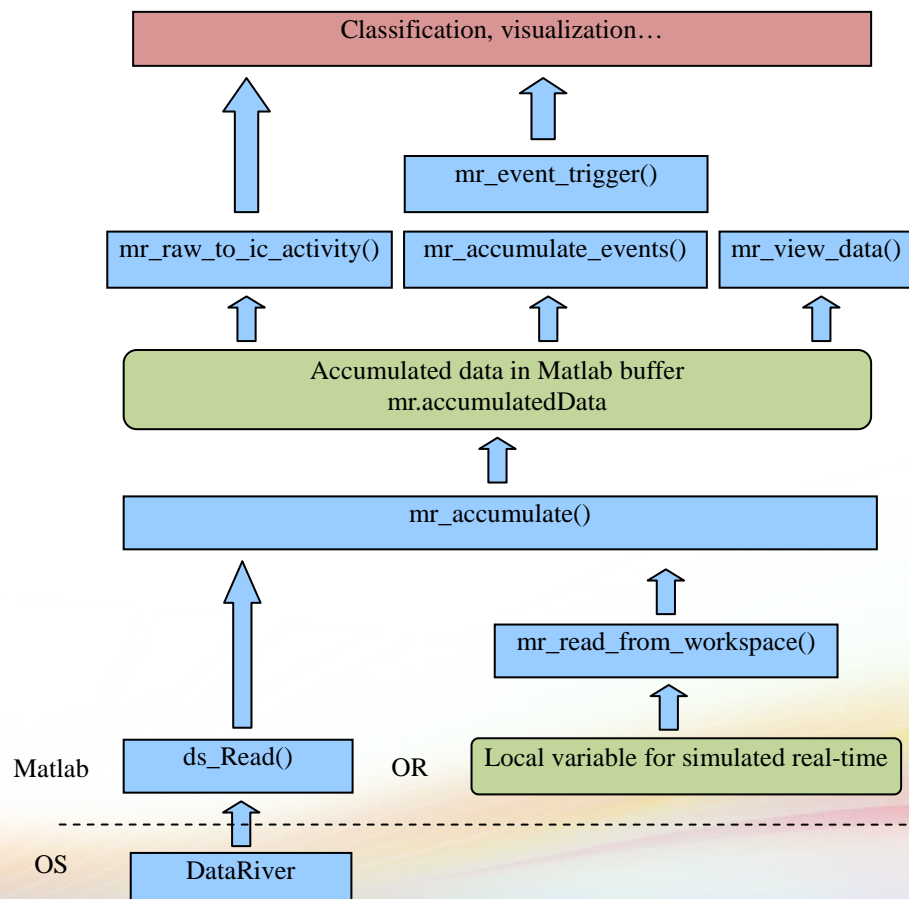 Classification, visualization…
mr_event_trigger()
mr_raw_to_ic_activity()
mr_accumulate_events()
mr_view_data()
Accumulated data in Matlab buffer
mr.accumulatedData
mr_accumulate()
mr_read_from_workspace()
Matlab
ds_Read()
OR
Local variable for simulated real-time
OS
DataRiver